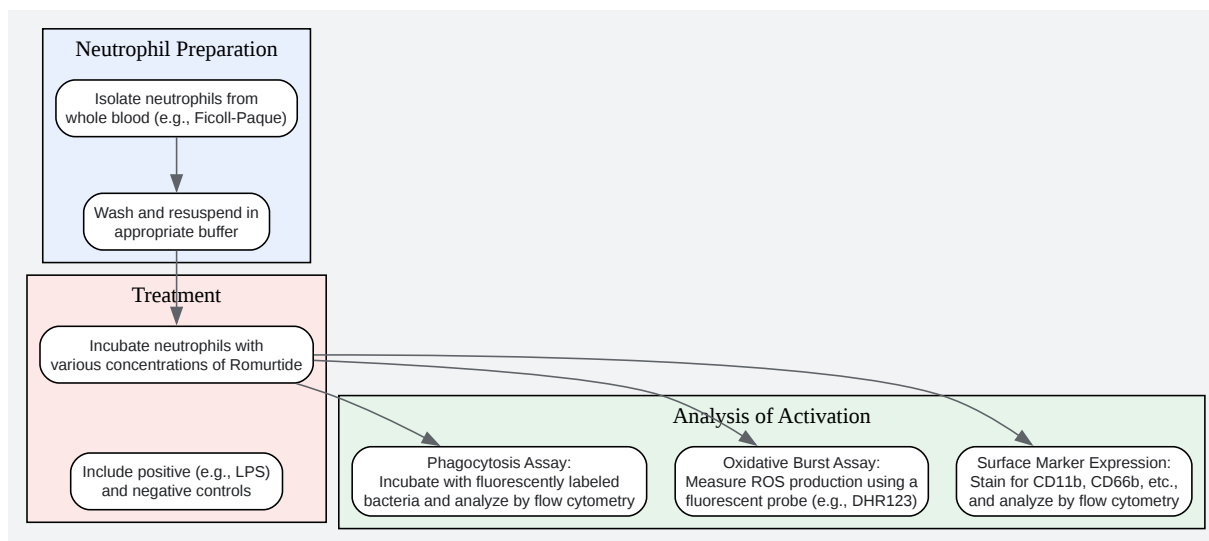 Neutrophil Preparation
Isolate neutrophils from
whole blood (e.g., Ficoll-Paque)
Wash and resuspend in
appropriate buffer
Treatment
Incubate neutrophils with
various concentrations of Romurtide
Include positive (e.g., LPS)
and negative controls
Analysis of Activation
Phagocytosis Assay:
Incubate with fluorescently labeled
bacteria and analyze by flow cytometry
Oxidative Burst Assay:
Measure ROS production using a
fluorescent probe (e.g., DHR123)
Surface Marker Expression:
Stain for CD11b, CD66b, etc.,
and analyze by flow cytometry